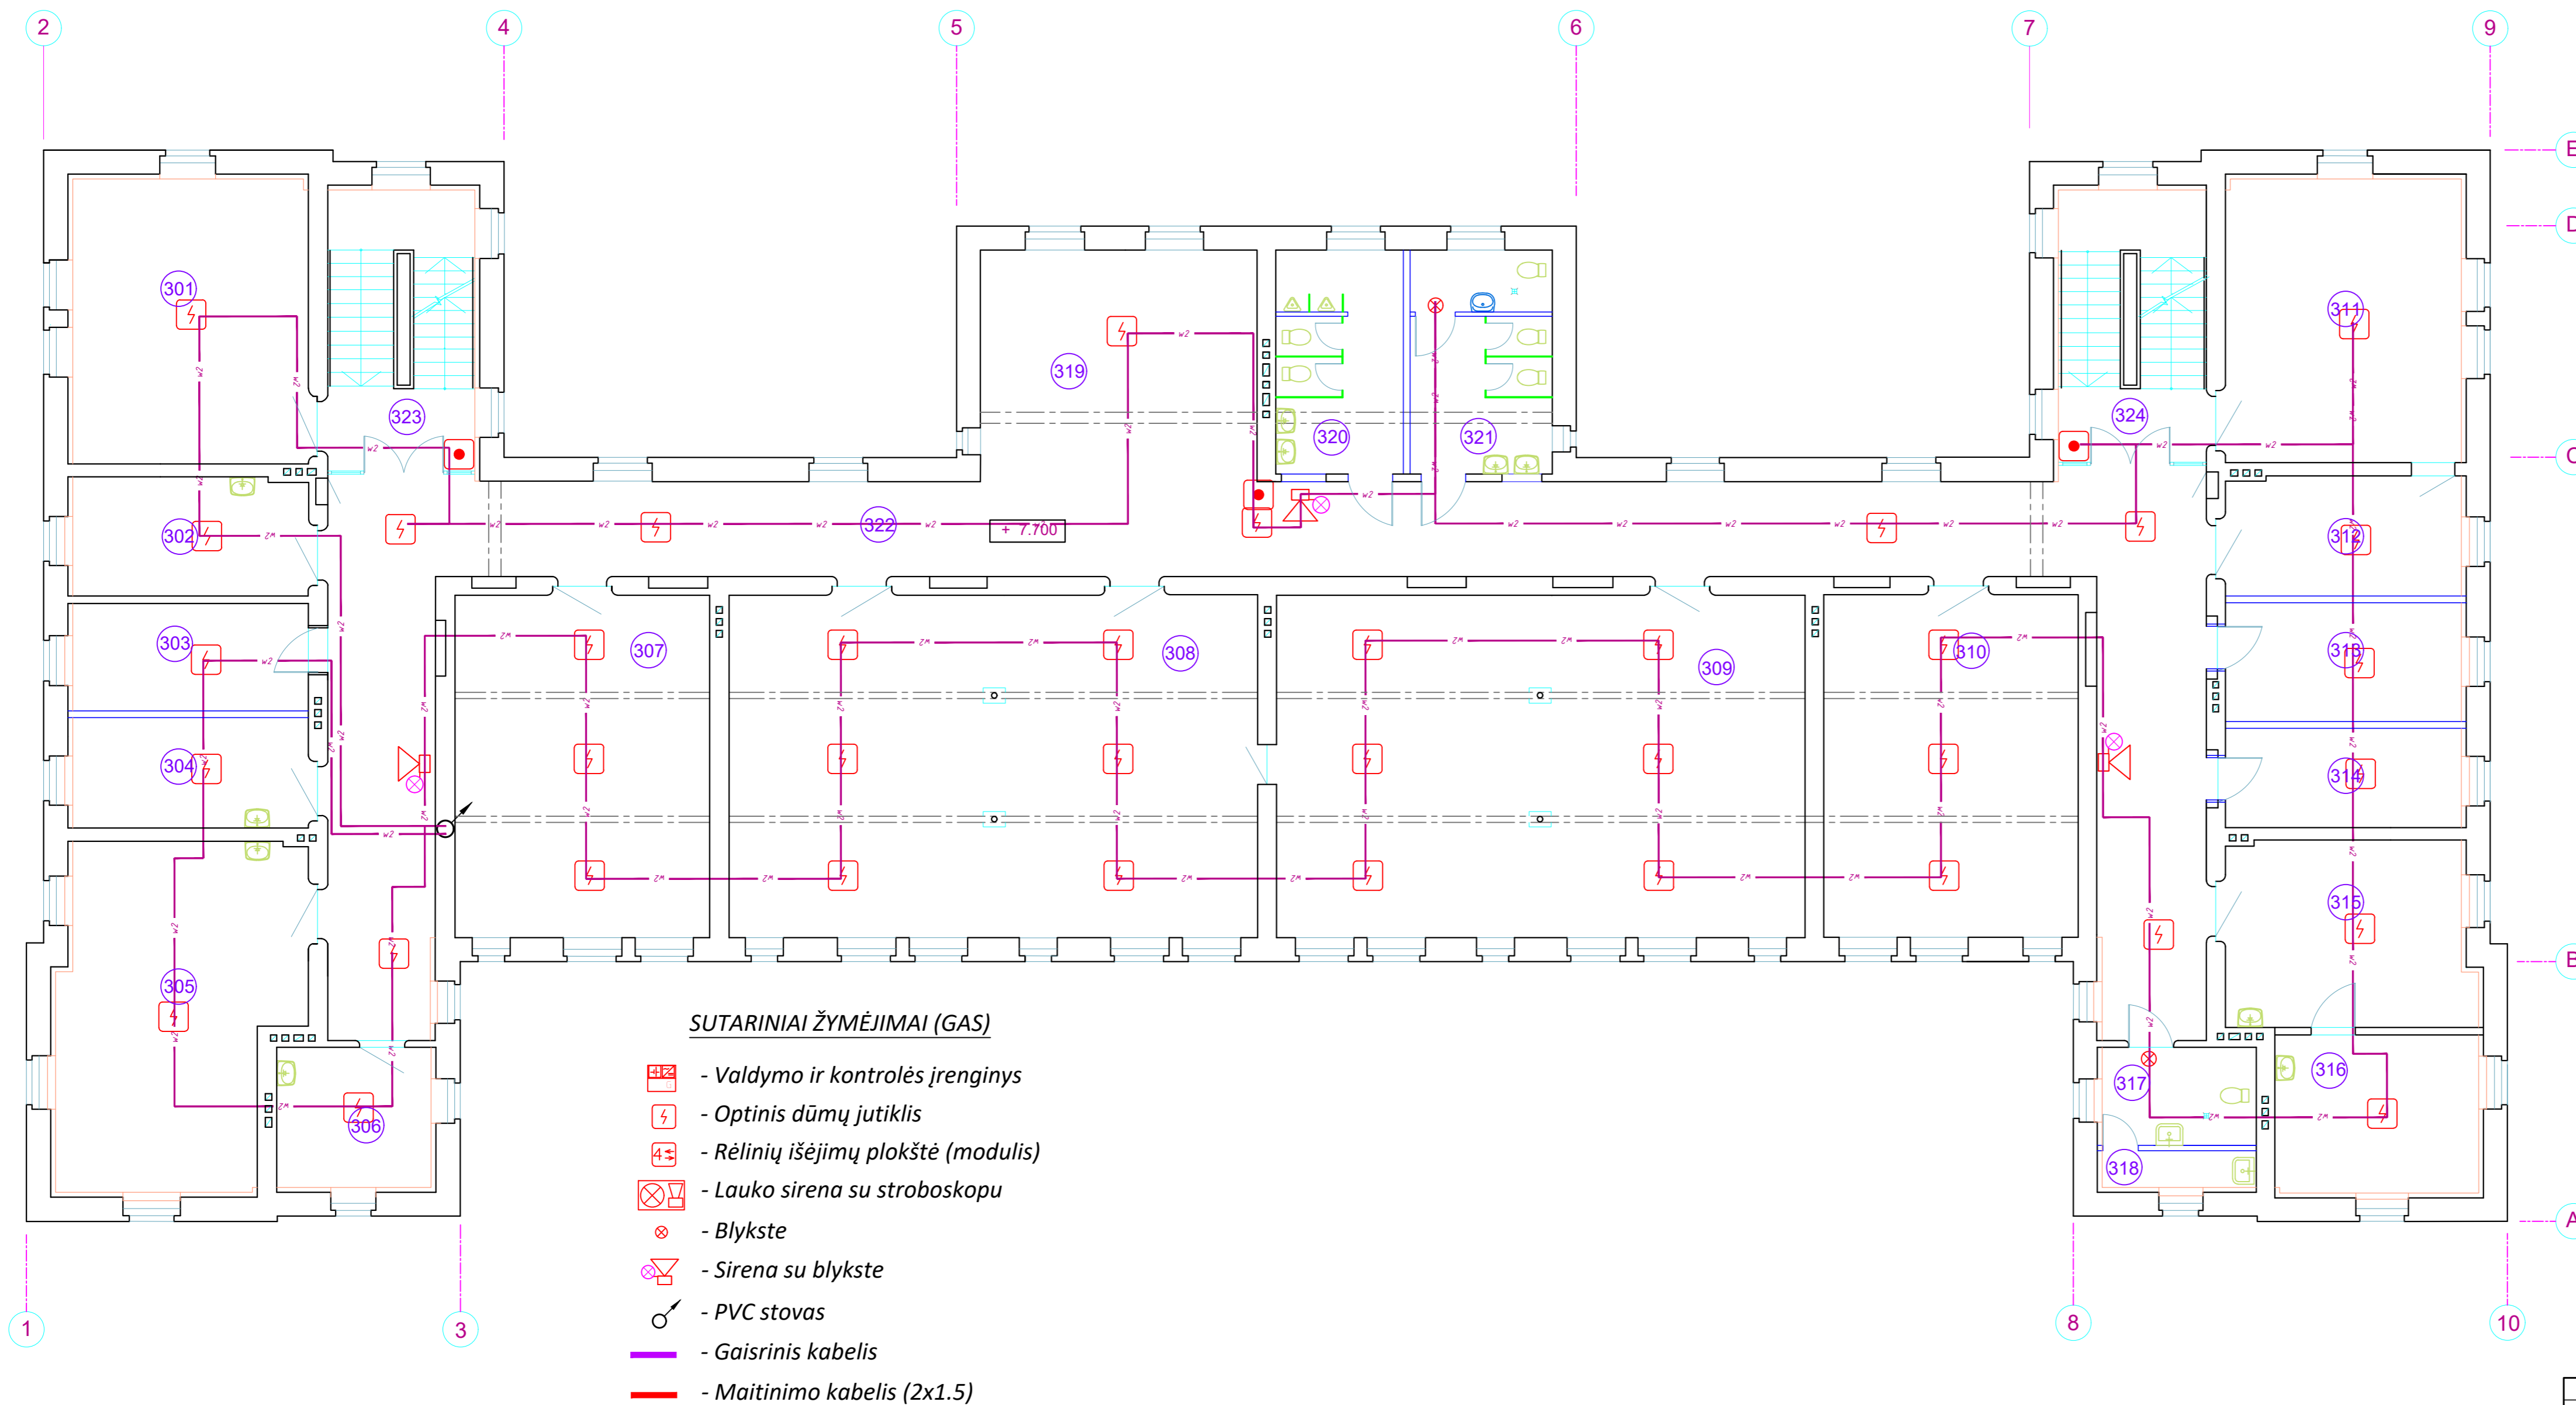 2
4
5
6
7
9
E
D
301
311
319
323
324
320
321
C
302
322
+ 7.700
312
303
307
308
309
310
313
304
314
315
B
305
SUTARINIAI ŽYMĖJIMAI (GAS)
- Valdymo ir kontrolės įrenginys
- Optinis dūmų jutiklis
- Rėlinių išėjimų plokštė (modulis)
- Lauko sirena su stroboskopu
- Blykste
- Sirena su blykste
- PVC stovas
- Gaisrinis kabelis
- Maitinimo kabelis (2x1.5)
306
317
316
318
A
1
3
8
10
w2